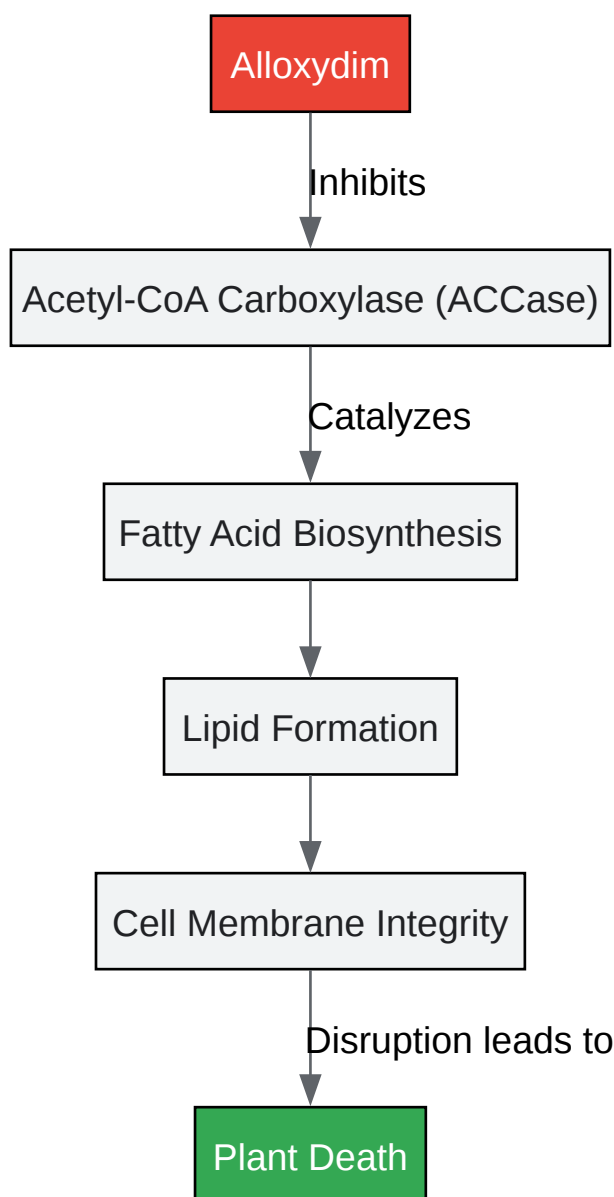 Alloxydim
Inhibits
Acetyl-CoA Carboxylase (ACCase)
Catalyzes
Fatty Acid Biosynthesis
Lipid Formation
Cell Membrane Integrity
Disruption leads to
Plant Death